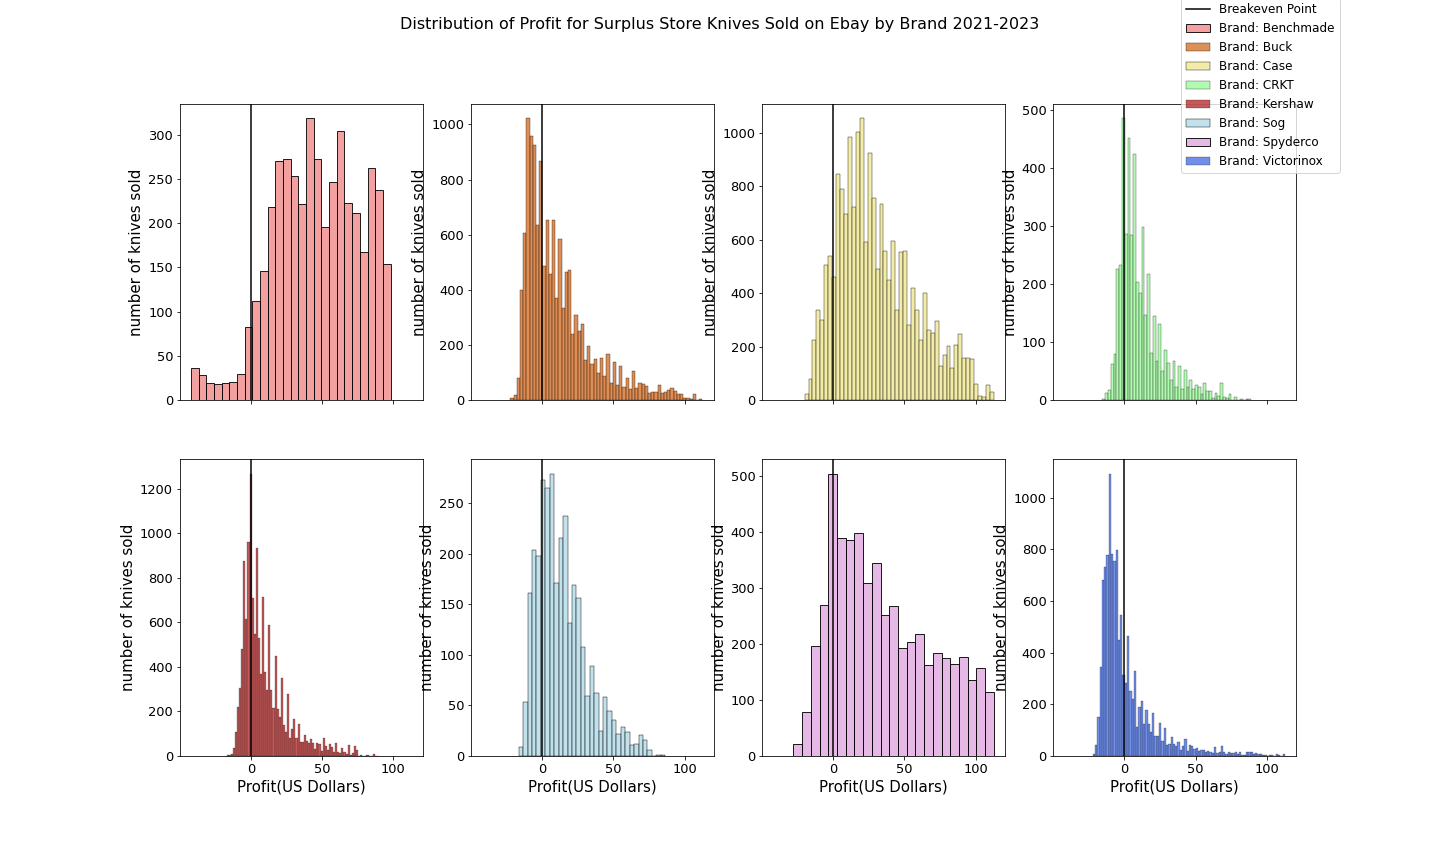 Distribution of Profit for Surplus Store Knives Sold on Ebay by Brand 2021-2023
Breakeven Point
Brand: Benchmade
Brand: Buck
Brand: Case
Brand: CRKT
Brand: Kershaw
Brand: Sog
Brand: Spyderco
Brand: Victorinox
number of knives sold
300
250
200
150
100
50
0
number of knives sold
1000
800
600
400
200
0
number of knives sold
1000
800
600
400
200
0
number of knives sold
500
400
300
200
100
0
number of knives sold
1200
1000
800
600
400
200
0
0 50 100
Profit(US Dollars)
number of knives sold
250
200
150
100
50
0
0 50 100
Profit(US Dollars)
number of knives sold
500
400
300
200
100
0
0 50 100
Profit(US Dollars)
number of knives sold
1000
800
600
400
200
0
0 50 100
Profit(US Dollars)